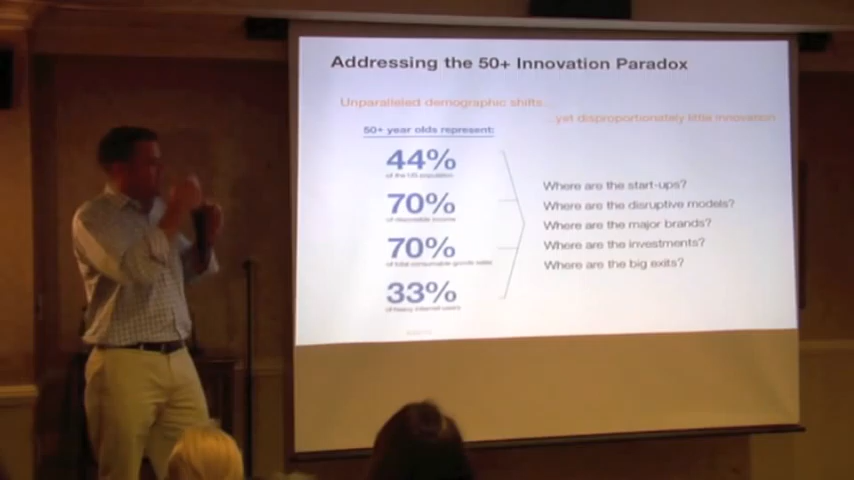 Addressing the 50+ Innovation Paradox
Unparalleled demographic shifts...
...yet disproportionately little innovation
50+ year olds represent:
44%
of the US population
70%
of disposable income
70%
of total consumable goods sales
33%
of heavy internet users
Where are the start-ups?
Where are the disruptive models?
Where are the major brands?
Where are the investments?
Where are the big exits?